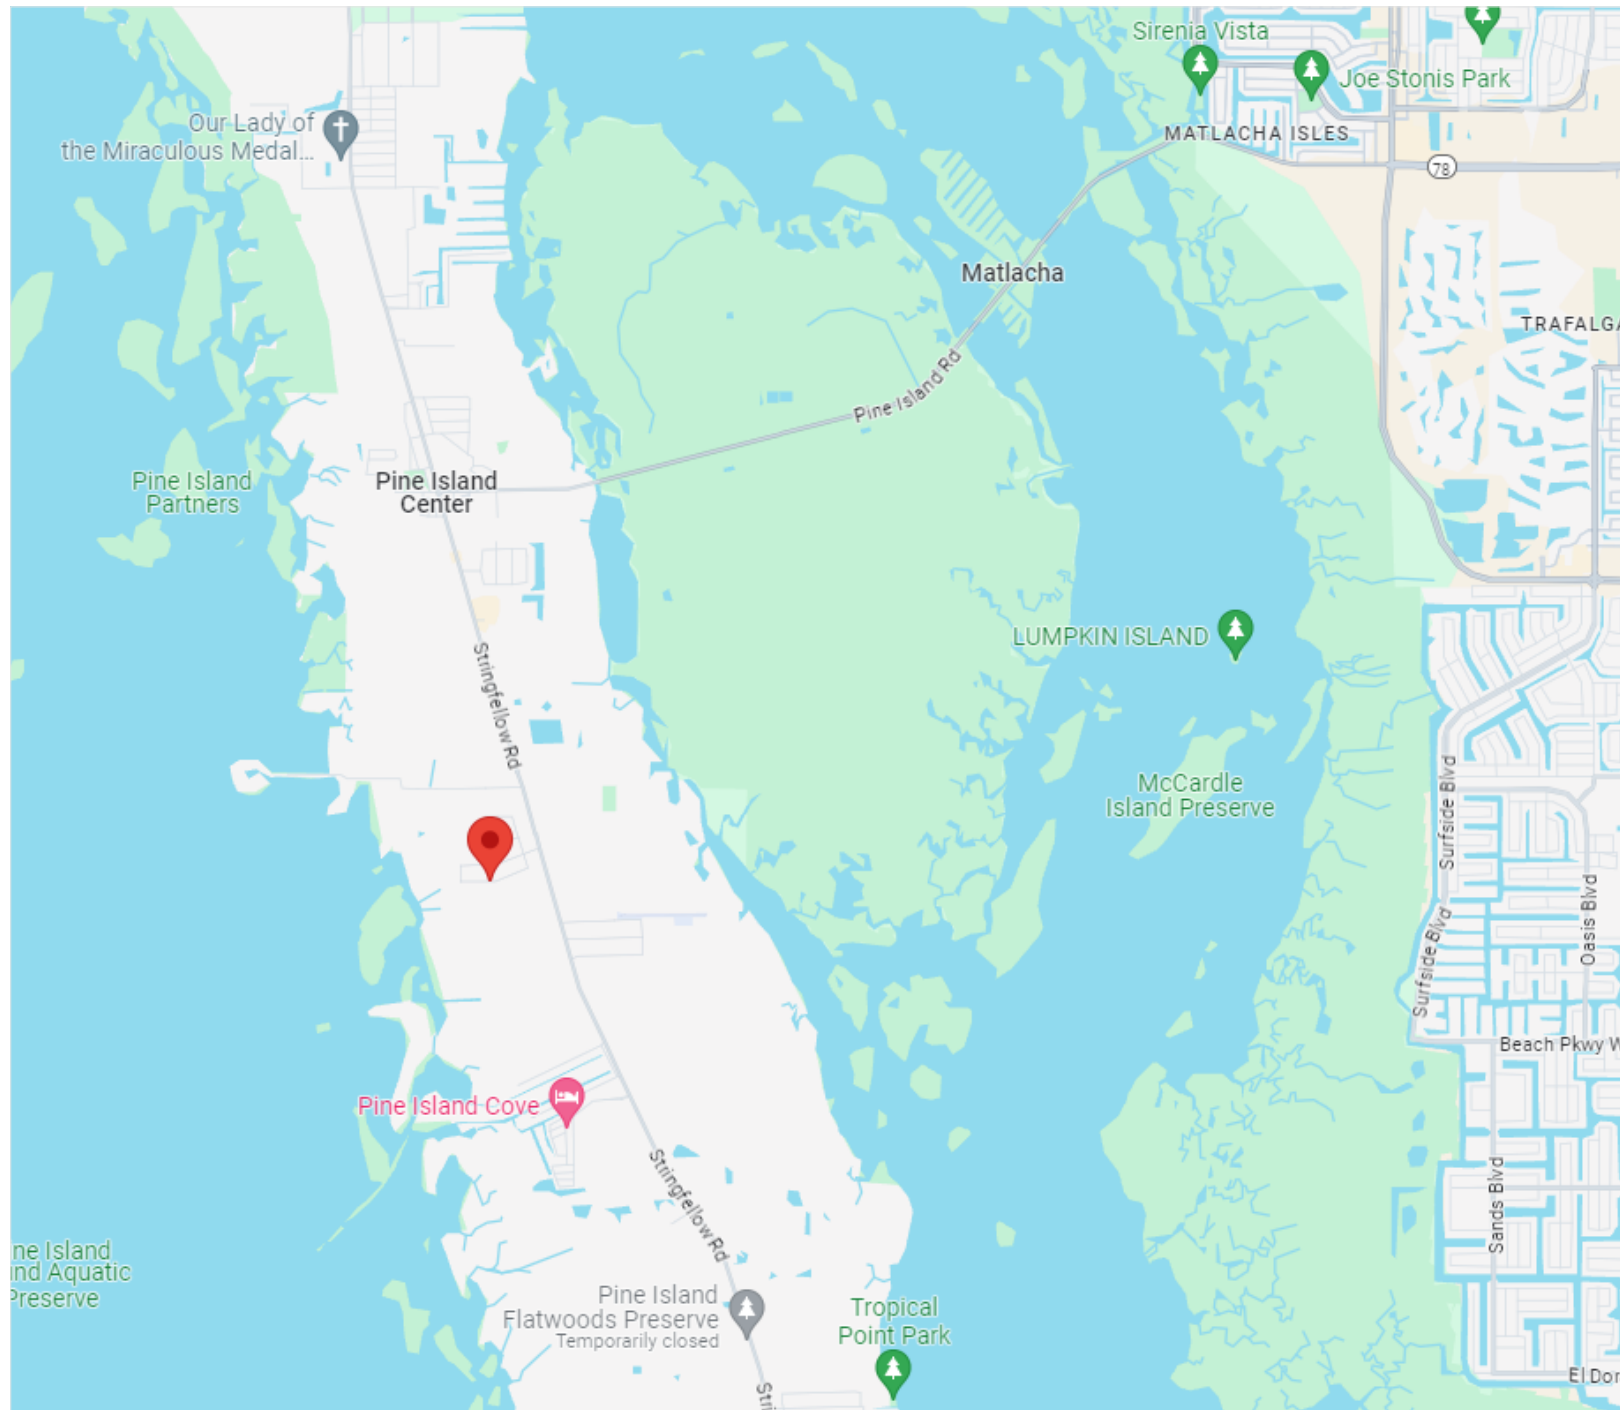 Sirenia Vista
Joe Stonis Park
Our Lady of
the Miraculous Medal...
MATLACHA ISLES
78
Matlacha
TRAFALGA
Pine Island Rd
Pine Island
Partners
Pine Island
Center
LUMPKIN ISLAND
Stringfellow Rd
McCardle
Island Preserve
Surfside Blvd
Surfside Blvd
Oasis Blvd
Beach Pkwy W
Pine Island Cove
Stringfellow Rd
Sands Blvd
ne Island
nd Aquatic
Preserve
Pine Island
Flatwoods Preserve
Temporarily closed
Tropical
Point Park
El Dor
Stri